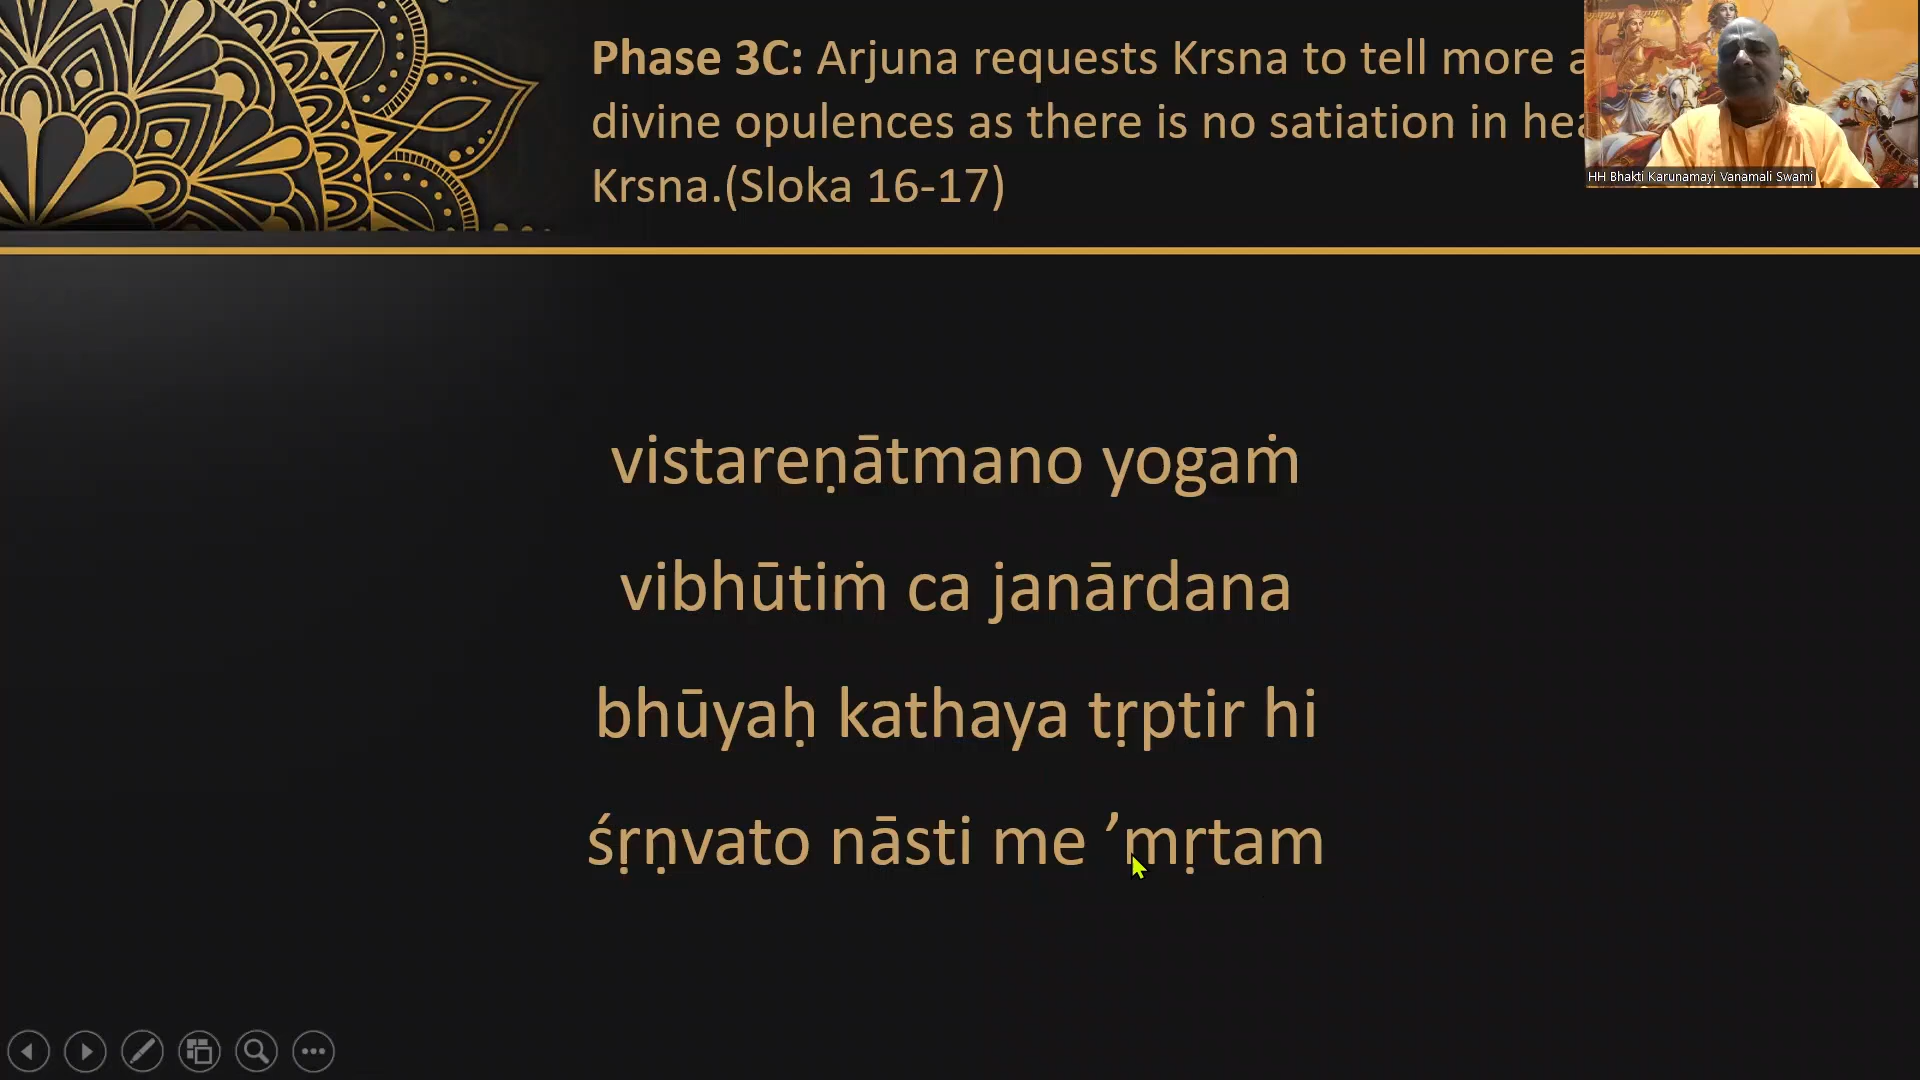 Phase 3C: Arjuna requests Krsna to tell more
divine opulences as there is no satiation in
Krsna.(Sloka 16-17)
HH Bhakti Karunamayi Vanamali Swami
vistareṇātmano yogaṁ
vibhūtiṁ ca janārdana
bhūyaḥ kathaya tṛptir hi
śṛṇvato nāsti me ’mṛtam